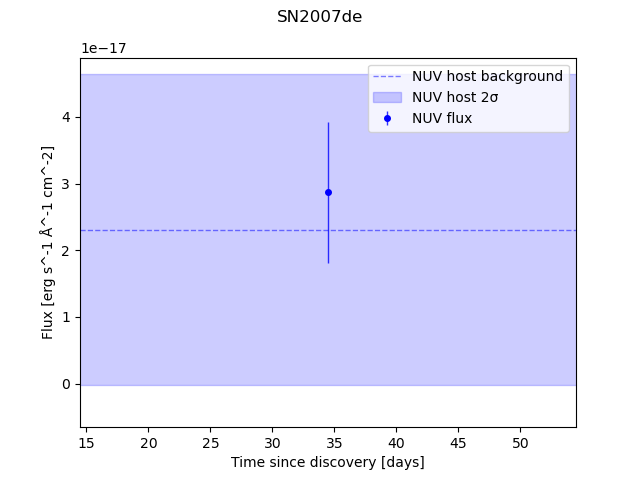 SN2007de
1e−17
NUV host background
NUV host 2σ
NUV flux
4
3
2
1
0
Flux [erg s^-1 Å^-1 cm^-2]
15 20 25 30 35 40 45 50
Time since discovery [days]